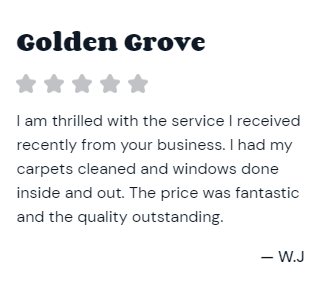 Golden Grove
I am thrilled with the service I received
recently from your business. I had my
carpets cleaned and windows done
inside and out. The price was fantastic
and the quality outstanding.
— W.J